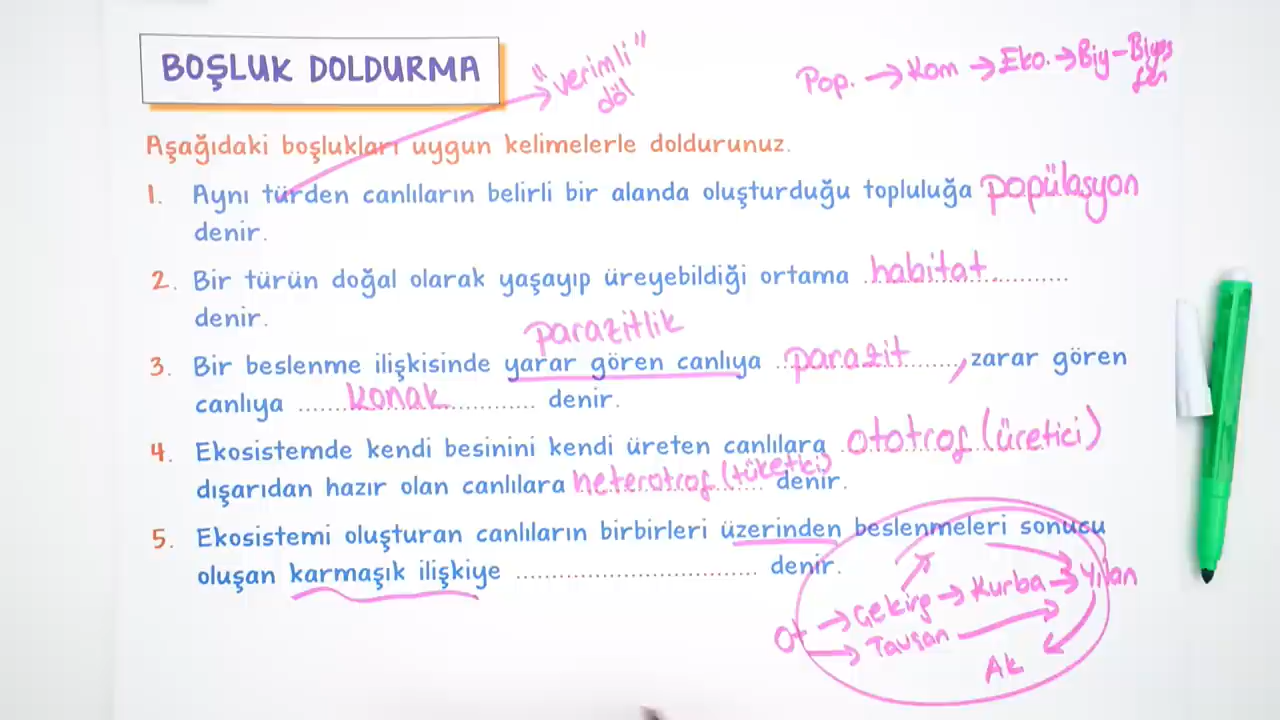 BOŞLUK DOLDURMA
"verimli"
döl
Pop. → Kom → Eko. → Biy - Biyos
fer
Aşağıdaki boşlukları uygun kelimelerle doldurunuz.
1. Aynı türden canlıların belirli bir alanda oluşturduğu topluluğa popülasyon
denir.
2. Bir türün doğal olarak yaşayıp üreyebildiği ortama habitat
denir.
parazitlik
3. Bir beslenme ilişkisinde yarar gören canlıya parazit, zarar gören
canlıya konak denir.
4. Ekosistemde kendi besinini kendi üreten canlılara ototrof (üretici)
dışarıdan hazır olan canlılara heterotrof (tüketici) denir.
5. Ekosistemi oluşturan canlıların birbirleri üzerinden beslenmeleri sonucu
oluşan karmaşık ilişkiye .............................. denir.
Ot → Çekirg → Kurba → Yılan
→ Tavşan →
Ak